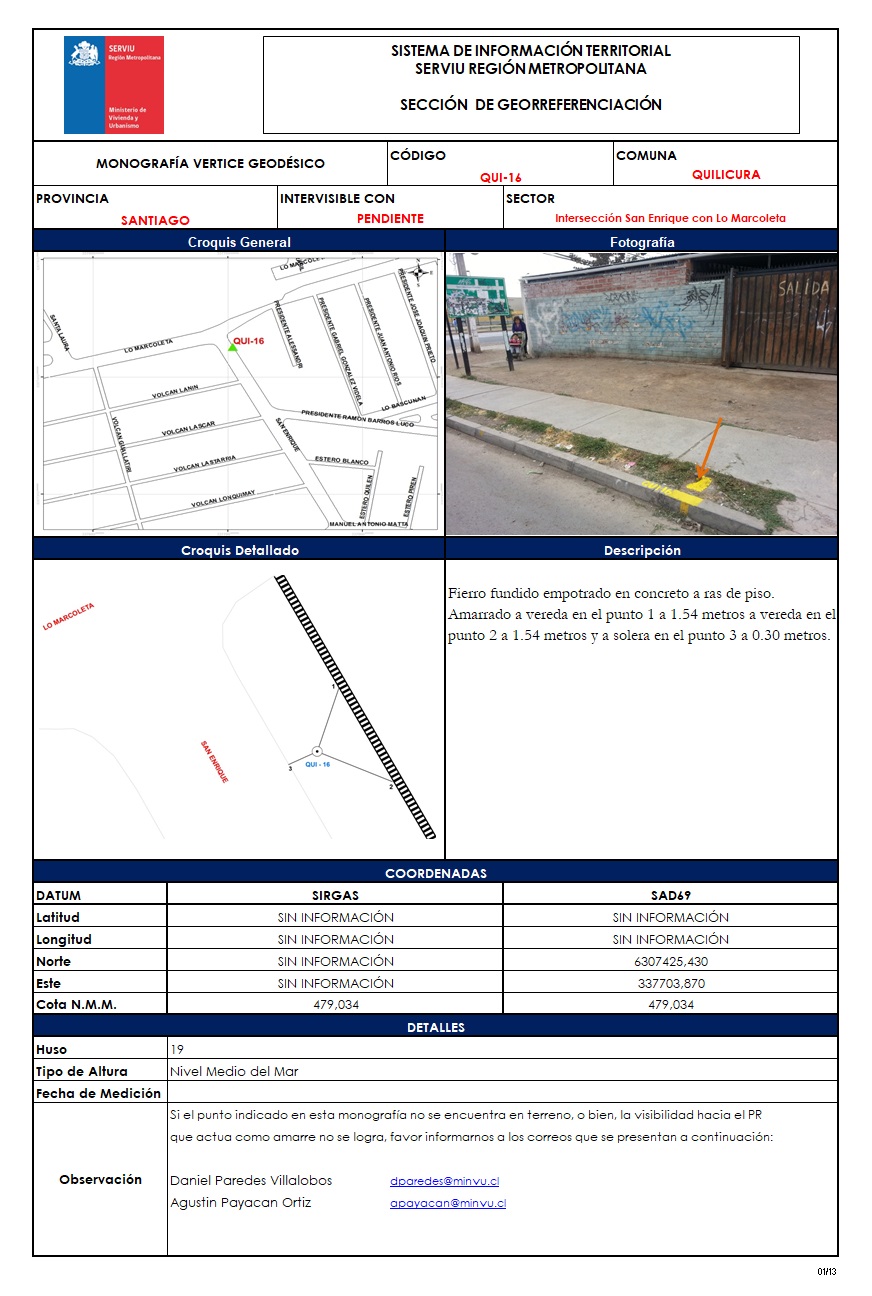 SERVIU
Región Metropolitana
Ministerio de
Vivienda y
Urbanismo
SISTEMA DE INFORMACIÓN TERRITORIAL
SERVIU REGIÓN METROPOLITANA
SECCIÓN DE GEORREFERENCIACIÓN
MONOGRAFÍA VERTICE GEODÉSICO
CÓDIGO
QUI-16
COMUNA
QUILICURA
PROVINCIA
SANTIAGO
INTERVISIBLE CON
PENDIENTE
SECTOR
Intersección San Enrique con Lo Marcoleta
Croquis General
Fotografía
LO MARCOLETA
SANTA LAURA
LO MARCOLETA
QUI-16
PRESIDENTE ALESSANDRI
PRESIDENTE GABRIEL GONZALEZ VIDELA
PRESIDENTE JUAN ANTONIO RIOS
PRESIDENTE JOSE JOAQUIN PRIETO
N
E
S
VOLCAN LANIN
LO BASCUÑAN
PRESIDENTE RAMON BARROS LUCO
VOLCAN GUALLATIRI
VOLCAN LASCAR
SAN ENRIQUE
VOLCAN LASTARRIA
ESTERO BLANCO
VOLCAN LONQUIMAY
ESTERO QUILEN
ESTERO PIREN
MANUEL ANTONIO MATTA
SALIDA
Croquis Detallado
Descripción
LO MARCOLETA
SAN ENRIQUE
1
QUI - 16
3
2
Fierro fundido empotrado en concreto a ras de piso.
Amarrado a vereda en el punto 1 a 1.54 metros a vereda en el
punto 2 a 1.54 metros y a solera en el punto 3 a 0.30 metros.
COORDENADAS
DATUM SIRGAS SAD69
Latitud SIN INFORMACIÓN SIN INFORMACIÓN
Longitud SIN INFORMACIÓN SIN INFORMACIÓN
Norte SIN INFORMACIÓN 6307425,430
Este SIN INFORMACIÓN 337703,870
Cota N.M.M. 479,034 479,034
DETALLES
Huso 19
Tipo de Altura Nivel Medio del Mar
Fecha de Medición
Observación
Si el punto indicado en esta monografía no se encuentra en terreno, o bien, la visibilidad hacia el PR
que actua como amarre no se logra, favor informarnos a los correos que se presentan a continuación:
Daniel Paredes Villalobos dparedes@minvu.cl
Agustin Payacan Ortiz apayacan@minvu.cl
01/13